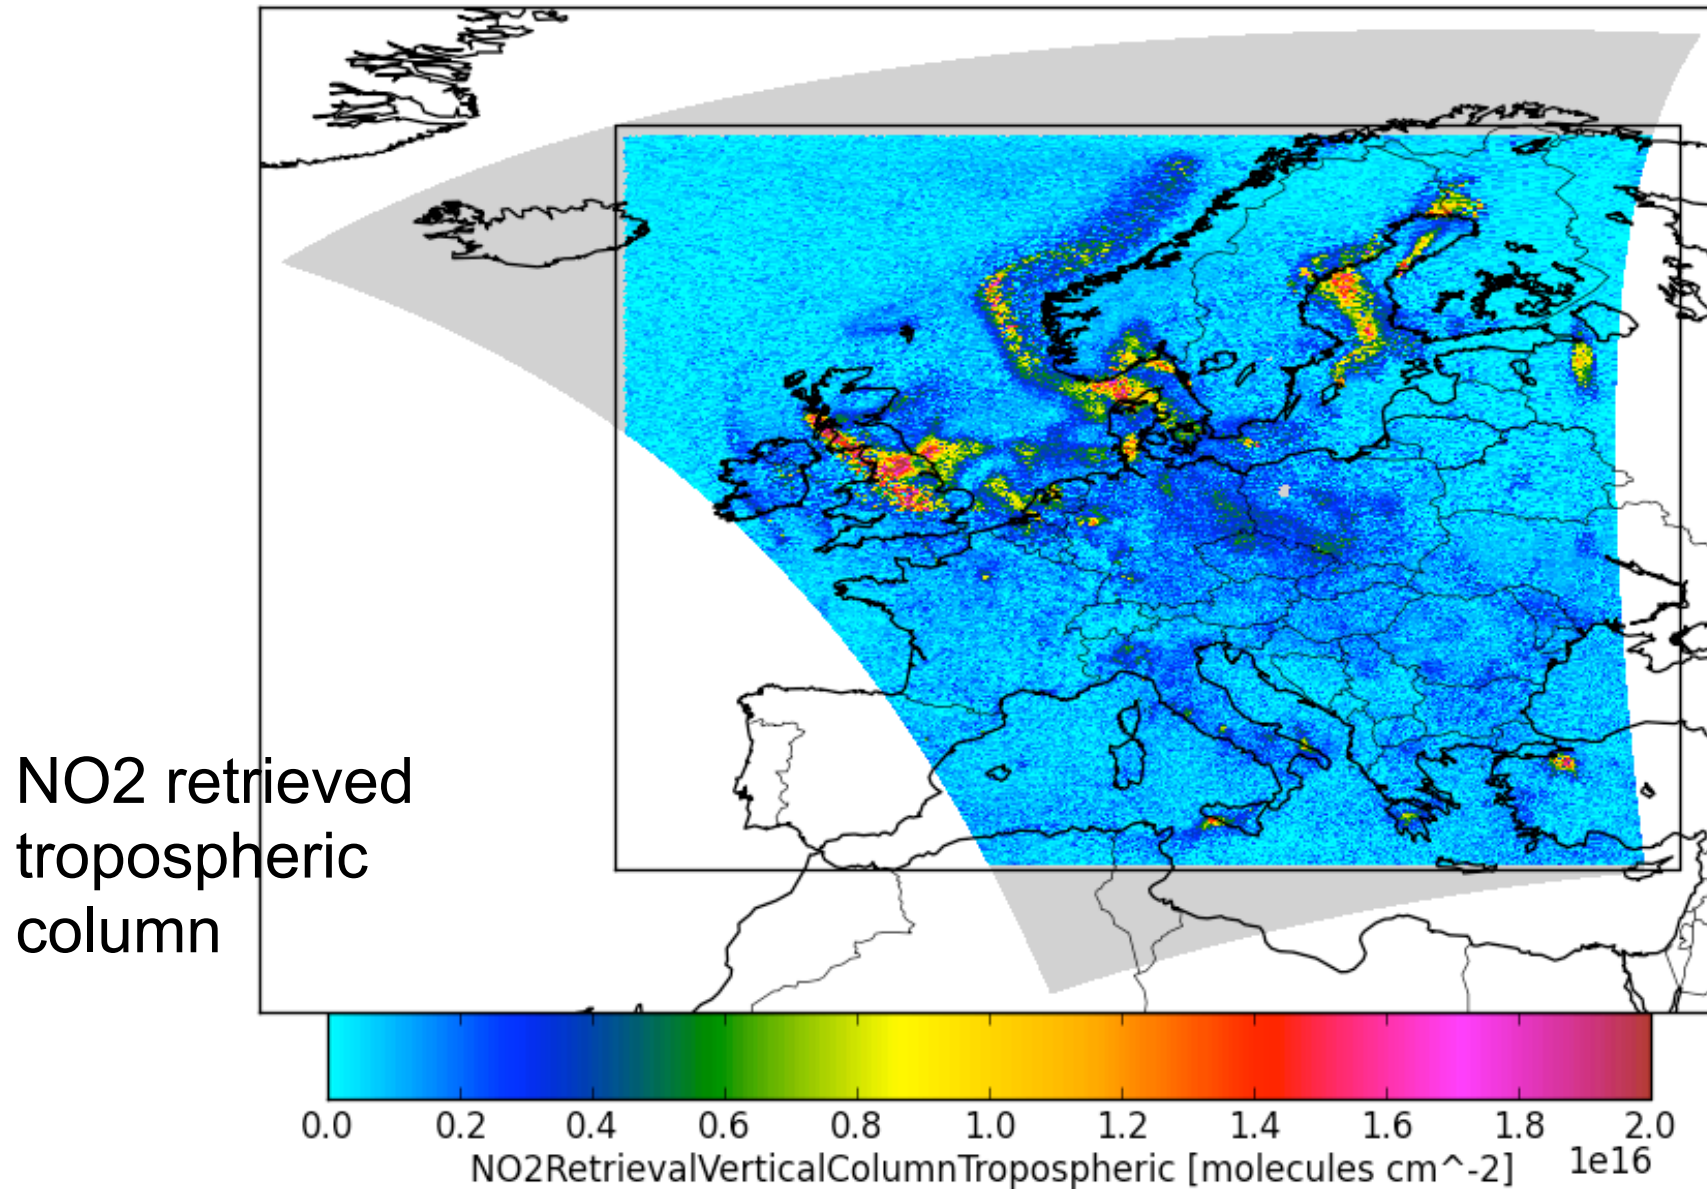 NO2 retrieved
tropospheric
column
0.0 0.2 0.4 0.6 0.8 1.0 1.2 1.4 1.6 1.8 2.0
NO2RetrievalVerticalColumnTropospheric [molecules cm^-2] 1e16